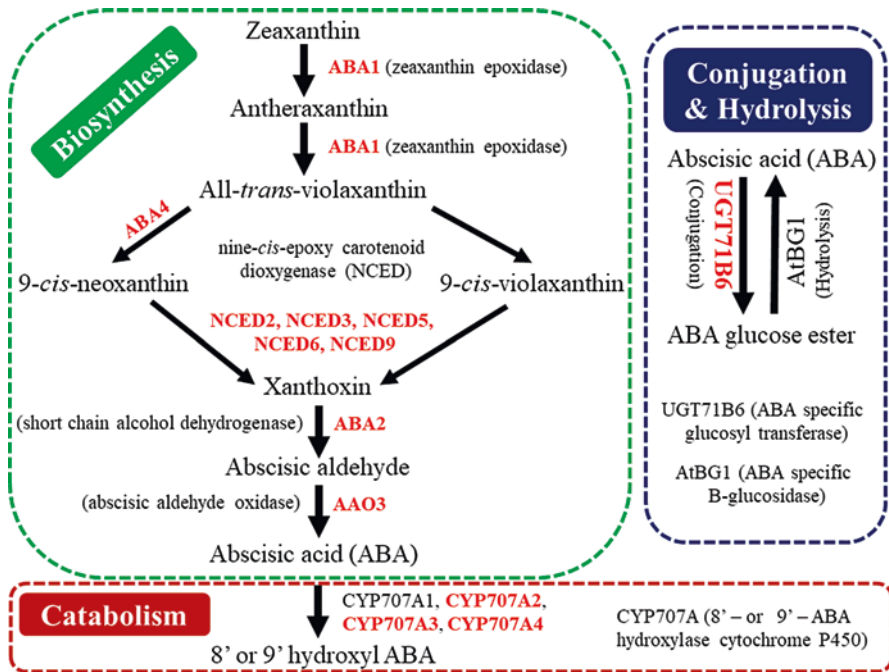 Biosynthesis
Zeaxanthin
ABA1 (zeaxanthin epoxidase)
Antheraxanthin
ABA1 (zeaxanthin epoxidase)
All-trans-violaxanthin
ABA4
nine-cis-epoxy carotenoid
dioxygenase (NCED)
9-cis-neoxanthin
9-cis-violaxanthin
NCED2, NCED3, NCED5,
NCED6, NCED9
Xanthoxin
(short chain alcohol dehydrogenase) ABA2
Abscisic aldehyde
(abscisic aldehyde oxidase) AAO3
Abscisic acid (ABA)
Conjugation
& Hydrolysis
Abscisic acid (ABA)
UGT71B6
(Conjugation)
AtBG1
(Hydrolysis)
ABA glucose ester
UGT71B6 (ABA specific
glucosyl transferase)
AtBG1 (ABA specific
B-glucosidase)
Catabolism
CYP707A1, CYP707A2,
CYP707A3, CYP707A4
8’ or 9’ hydroxyl ABA
CYP707A (8’ – or 9’ – ABA
hydroxylase cytochrome P450)